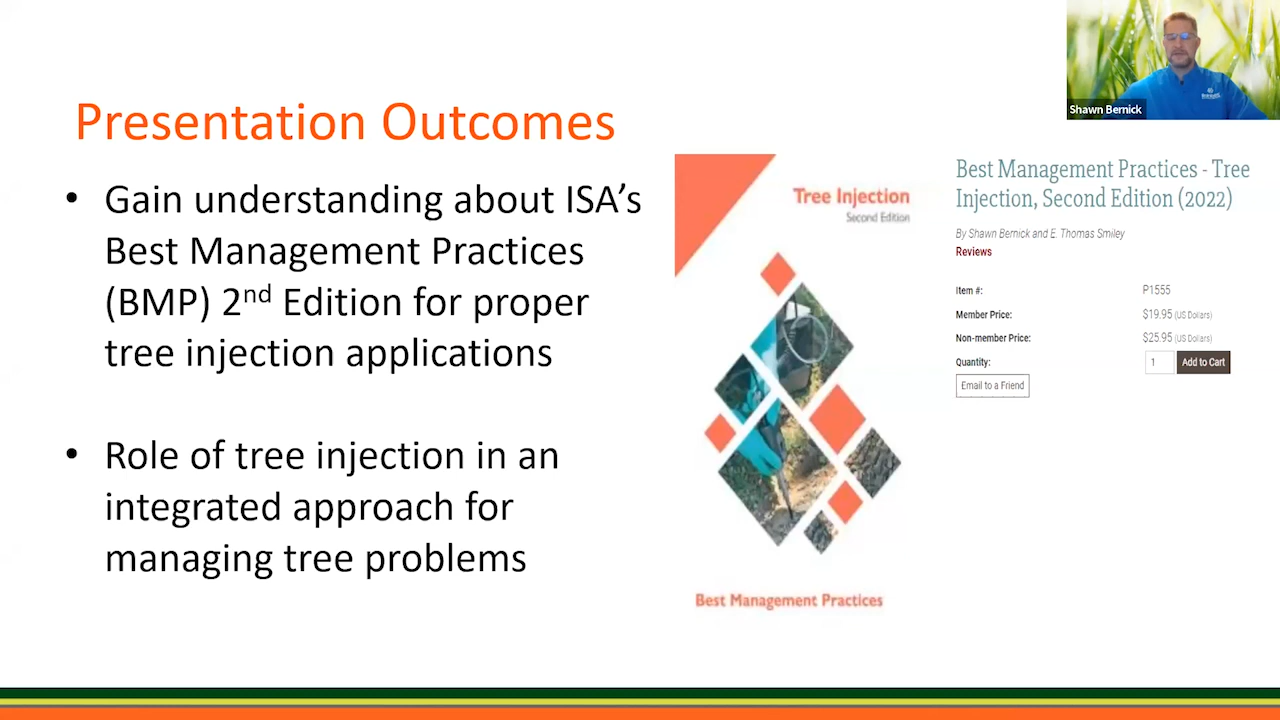 Presentation Outcomes
• Gain understanding about ISA’s
Best Management Practices
(BMP) 2nd Edition for proper
tree injection applications
• Role of tree injection in an
integrated approach for
managing tree problems
Tree Injection
Second Edition
Best Management Practices
Shawn Bernick
Best Management Practices - Tree
Injection, Second Edition (2022)
By Shawn Bernick and E. Thomas Smiley
Reviews
Item #: P1555
Member Price: $19.95 (US Dollars)
Non-member Price: $25.95 (US Dollars)
Quantity: 1 Add to Cart
Email to a Friend